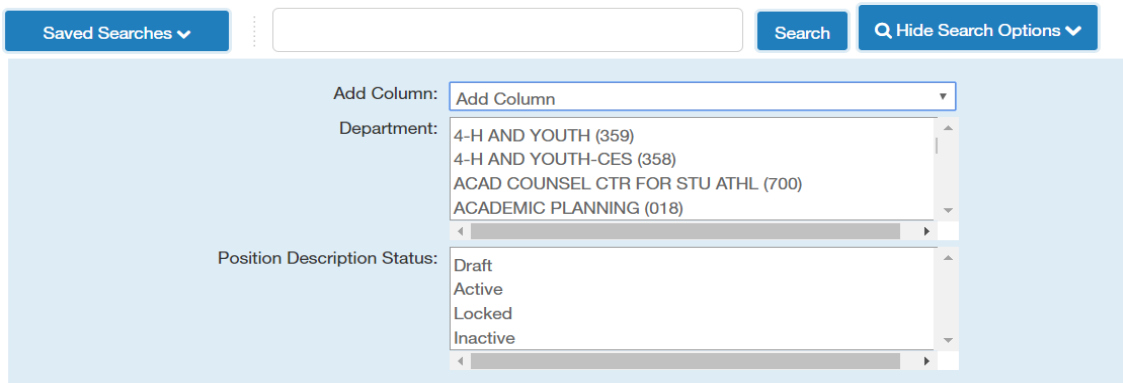 Saved Searches
Search
Hide Search Options
Add Column: Add Column
Department:
4-H AND YOUTH (359)
4-H AND YOUTH-CES (358)
ACAD COUNSEL CTR FOR STU ATHL (700)
ACADEMIC PLANNING (018)
Position Description Status:
Draft
Active
Locked
Inactive